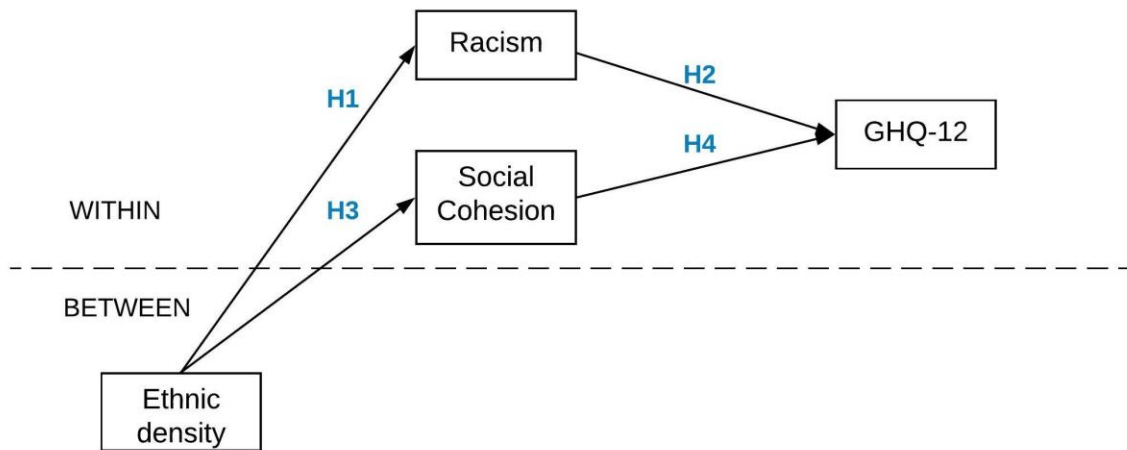 Racism
H2
H1
GHQ-12
H4
Social
Cohesion
WITHIN
H3
BETWEEN
Ethnic
density